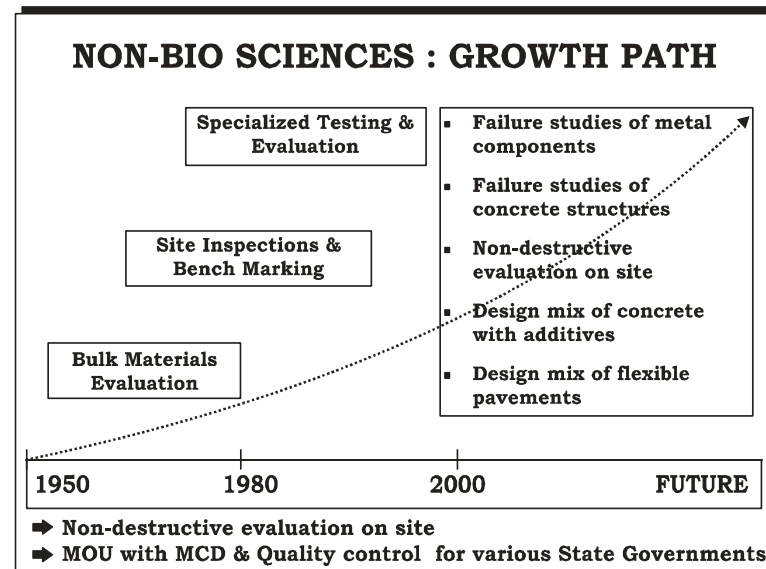 NON-BIO SCIENCES : GROWTH PATH
Specialized Testing &
Evaluation
Site Inspections &
Bench Marking
Bulk Materials
Evaluation
▪ Failure studies of metal
components
▪ Failure studies of
concrete structures
▪ Non-destructive
evaluation on site
▪ Design mix of concrete
with additives
▪ Design mix of flexible
pavements
1950 1980 2000 FUTURE
➡ Non-destructive evaluation on site
➡ MOU with MCD & Quality control for various State Governments